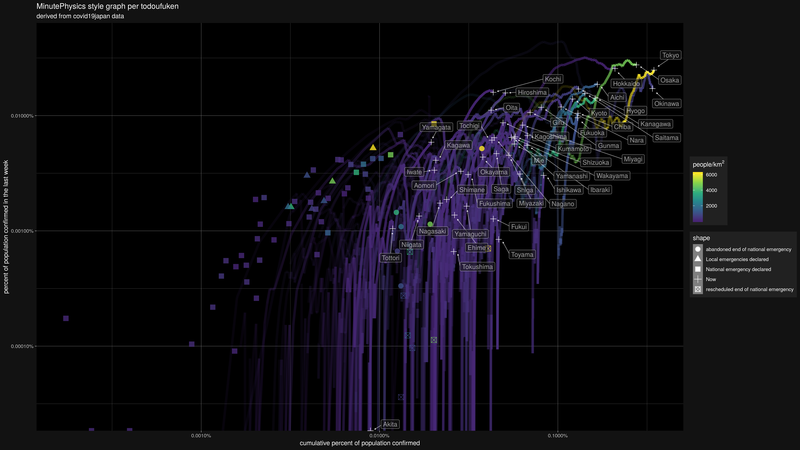 MinutePhysics style graph per todoufuken
derived from covid19japan data
Tokyo
Osaka
Hokkaido
Okinawa
Kochi
Hiroshima
Aichi
Hyogo
Oita
Kyoto
Kanagawa
Gifu
Chiba
Saitama
Yamagata
Tochigi
Kagoshima
Fukuoka
Nara
Kagawa
Kumamoto
Gunma
Miyagi
Mie
Shizuoka
Iwate
Okayama
Yamanashi
Wakayama
Aomori
Shimane
Saga
Shiga
Ishikawa
Ibaraki
Fukushima
Miyazaki
Nagano
Nagasaki
Yamaguchi
Fukui
Niigata
Ehime
Tottori
Tokushima
Toyama
Akita
0.01000%
0.00100%
0.00010%
percent of population confirmed in the last week
0.0010%
0.0100%
0.1000%
cumulative percent of population confirmed
people/km²
6000
4000
2000
shape
abandoned end of national emergency
Local emergencies declared
National emergency declared
Now
rescheduled end of national emergency